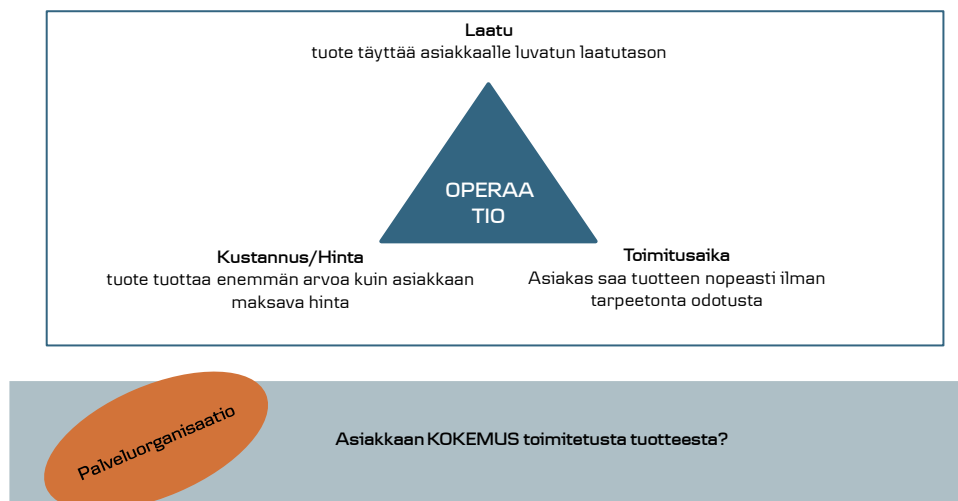 Laatu
tuote täyttää asiakkaalle luvatun laatutason
OPERAA
TIO
Kustannus/Hinta
tuote tuottaa enemmän arvoa kuin asiakkaan
maksava hinta
Toimitusaika
Asiakas saa tuotteen nopeasti ilman
tarpeetonta odotusta
Palveluorganisaatio
Asiakkaan KOKEMUS toimitetusta tuotteesta?